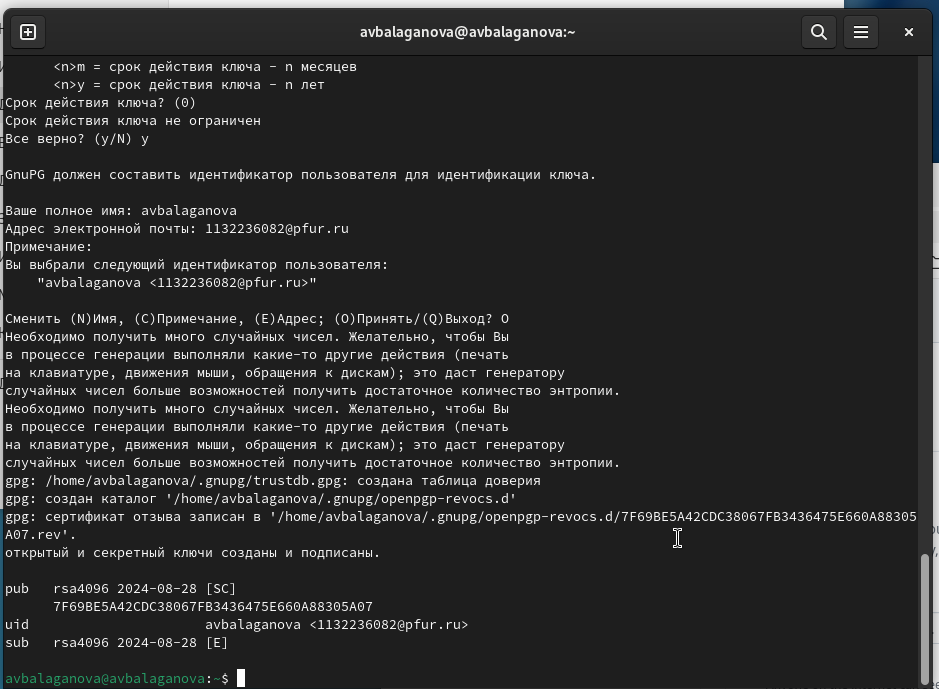 avbalaganova@avbalaganova:~
<n>m = срок действия ключа - n месяцев
<n>y = срок действия ключа - n лет
Срок действия ключа? (0)
Срок действия ключа не ограничен
Все верно? (y/N) y
GnuPG должен составить идентификатор пользователя для идентификации ключа.
Ваше полное имя: avbalaganova
Адрес электронной почты: 1132236082@pfur.ru
Примечание:
Вы выбрали следующий идентификатор пользователя:
"avbalaganova <1132236082@pfur.ru>"
Сменить (N)Имя, (C)Примечание, (E)Адрес; (O)Принять/(Q)Выход? O
Необходимо получить много случайных чисел. Желательно, чтобы Вы
в процессе генерации выполняли какие-то другие действия (печать
на клавиатуре, движения мыши, обращения к дискам); это даст генератору
случайных чисел больше возможностей получить достаточное количество энтропии.
Необходимо получить много случайных чисел. Желательно, чтобы Вы
в процессе генерации выполняли какие-то другие действия (печать
на клавиатуре, движения мыши, обращения к дискам); это даст генератору
случайных чисел больше возможностей получить достаточное количество энтропии.
gpg: /home/avbalaganova/.gnupg/trustdb.gpg: создана таблица доверия
gpg: создан каталог '/home/avbalaganova/.gnupg/openpgp-revocs.d'
gpg: сертификат отзыва записан в '/home/avbalaganova/.gnupg/openpgp-revocs.d/7F69BE5A42CDC38067FB3436475E660A88305
A07.rev'.
открытый и секретный ключи созданы и подписаны.
pub   rsa4096 2024-08-28 [SC]
7F69BE5A42CDC38067FB3436475E660A88305A07
uid                      avbalaganova <1132236082@pfur.ru>
sub   rsa4096 2024-08-28 [E]
avbalaganova@avbalaganova:~$